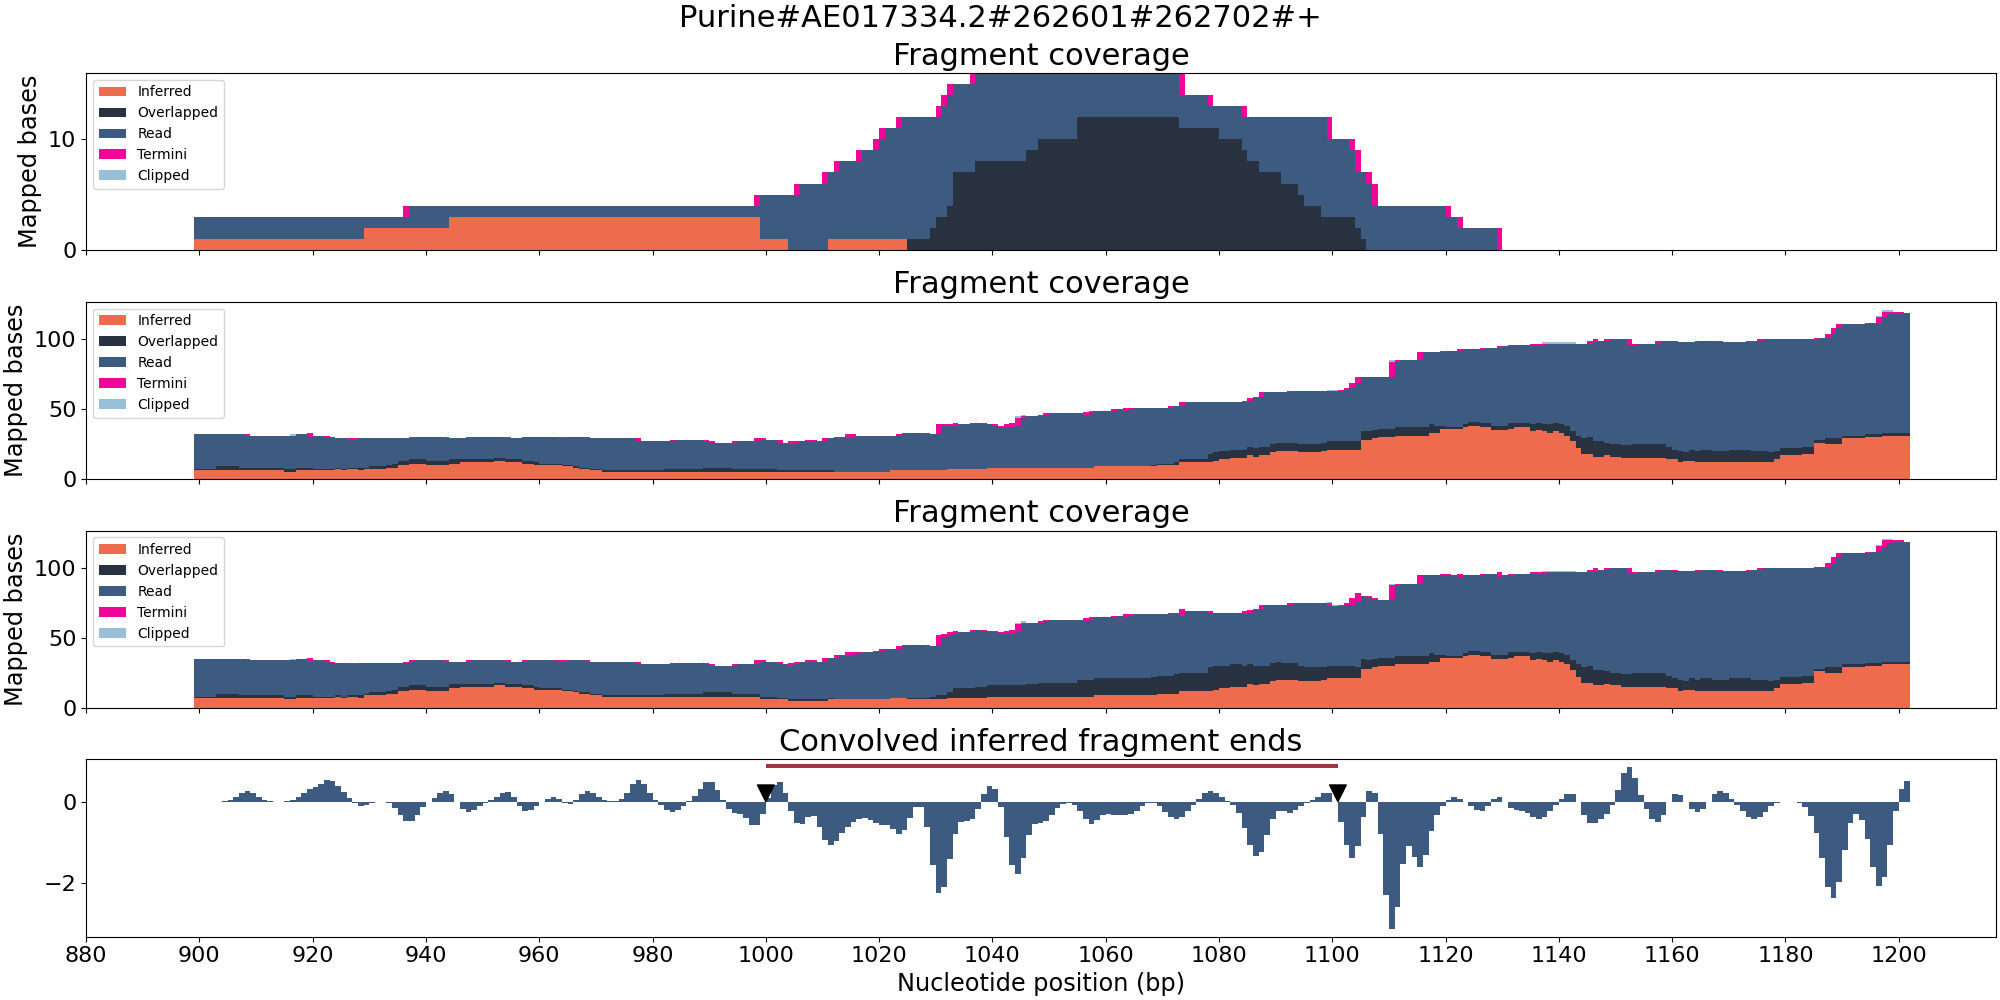 Purine#AE017334.2#262601#262702#+
Fragment coverage
Mapped bases
10
0
Inferred
Overlapped
Read
Termini
Clipped
Fragment coverage
Mapped bases
100
50
0
Inferred
Overlapped
Read
Termini
Clipped
Fragment coverage
Mapped bases
100
50
0
Inferred
Overlapped
Read
Termini
Clipped
Convolved inferred fragment ends
0
−2
880 900 920 940 960 980 1000 1020 1040 1060 1080 1100 1120 1140 1160 1180 1200
Nucleotide position (bp)